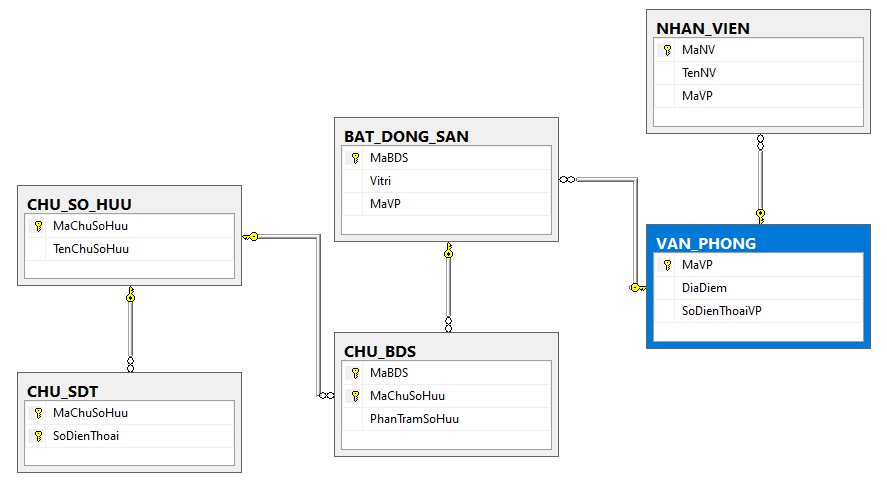 NHAN_VIEN
MaNV
TenNV
MaVP
BAT_DONG_SAN
MaBDS
Vitri
MaVP
CHU_SO_HUU
MaChuSoHuu
TenChuSoHuu
VAN_PHONG
MaVP
DiaDiem
SoDienThoaiVP
CHU_BDS
MaBDS
MaChuSoHuu
PhanTramSoHuu
CHU_SDT
MaChuSoHuu
SoDienThoai